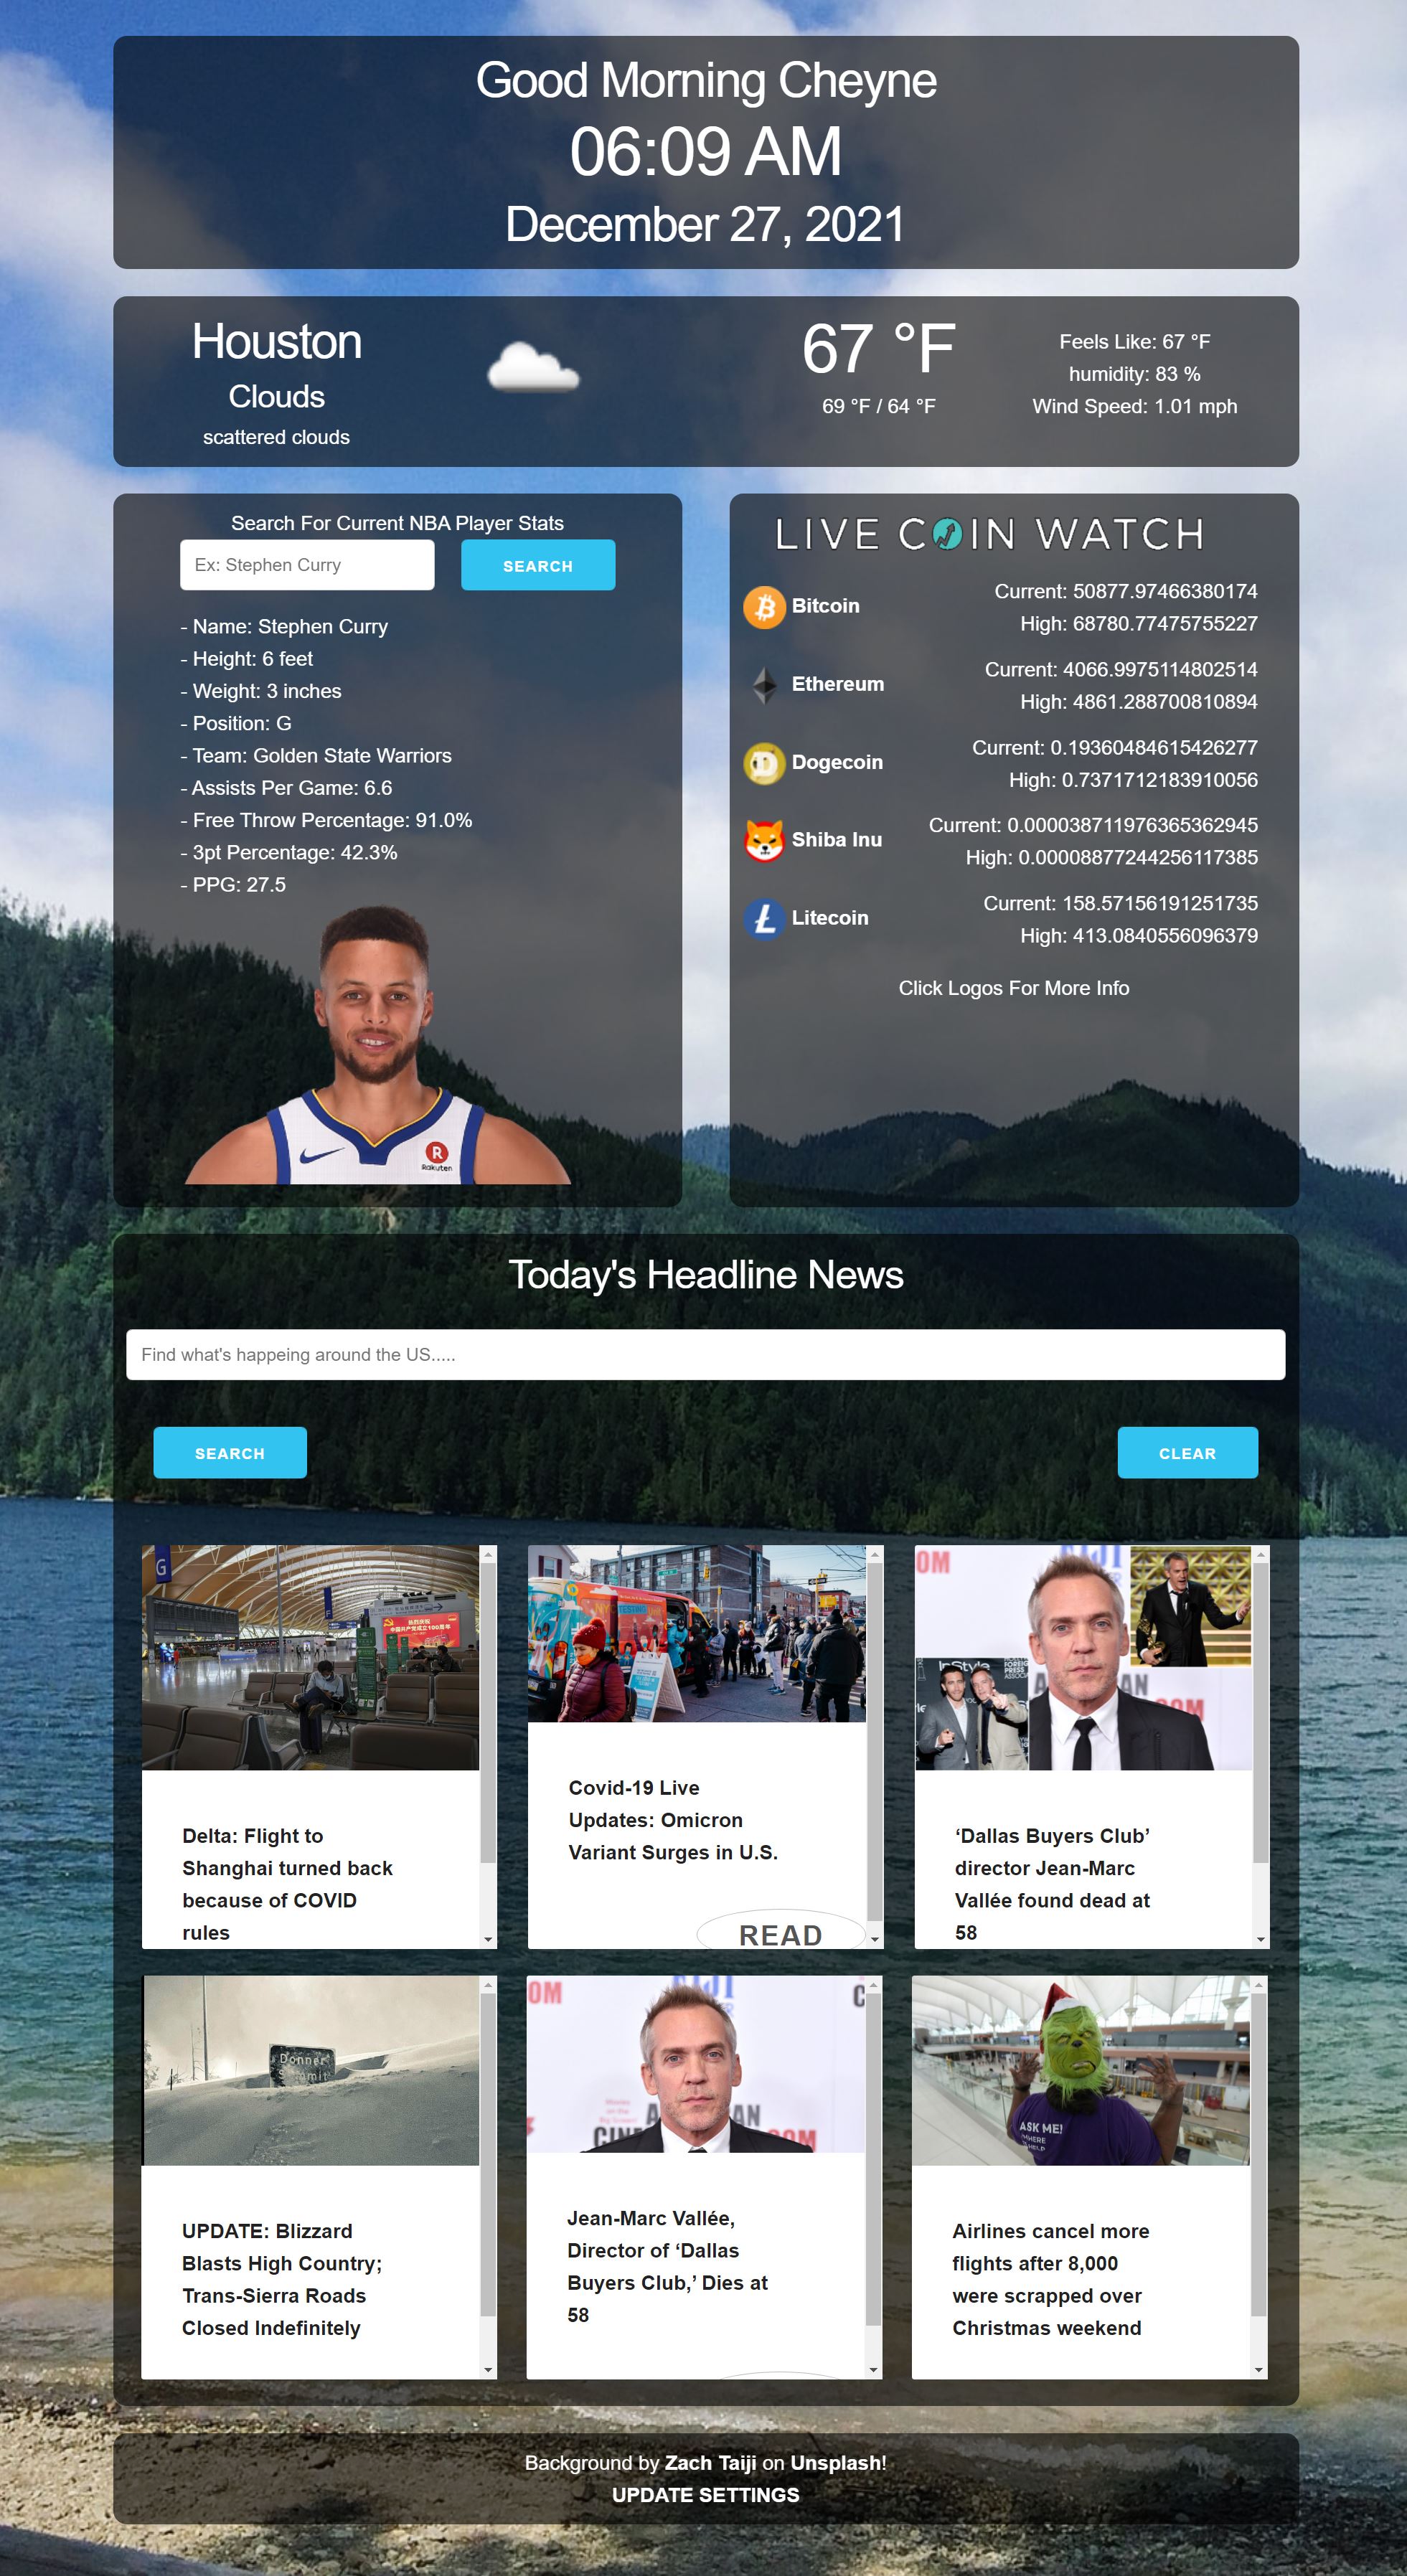 Good Morning Cheyne
06:09 AM
December 27, 2021
Houston
Clouds
scattered clouds
67 °F
69 °F / 64 °F
Feels Like: 67 °F
humidity: 83 %
Wind Speed: 1.01 mph
Search For Current NBA Player Stats
Ex: Stephen Curry
SEARCH
- Name: Stephen Curry
- Height: 6 feet
- Weight: 3 inches
- Position: G
- Team: Golden State Warriors
- Assists Per Game: 6.6
- Free Throw Percentage: 91.0%
- 3pt Percentage: 42.3%
- PPG: 27.5
R
Rakuten
LIVE COIN WATCH
Bitcoin
Current: 50877.97466380174
High: 68780.77475755227
Ethereum
Current: 4066.9975114802514
High: 4861.288700810894
Dogecoin
Current: 0.19360484615426277
High: 0.7371712183910056
Shiba Inu
Current: 0.000038711976365362945
High: 0.00008877244256117385
Litecoin
Current: 158.57156191251735
High: 413.0840556096379
Click Logos For More Info
Today's Headline News
Find what's happeing around the US.....
SEARCH
CLEAR
G
Delta: Flight to
Shanghai turned back
because of COVID
rules
Covid-19 Live
Updates: Omicron
Variant Surges in U.S.
READ
OM
InStyle
‘Dallas Buyers Club’
director Jean-Marc
Vallée found dead at
58
Donner
Summit
UPDATE: Blizzard
Blasts High Country;
Trans-Sierra Roads
Closed Indefinitely
OM
Jean-Marc Vallée,
Director of ‘Dallas
Buyers Club,’ Dies at
58
ASK ME!
Airlines cancel more
flights after 8,000
were scrapped over
Christmas weekend
Background by Zach Taiji on Unsplash!
UPDATE SETTINGS